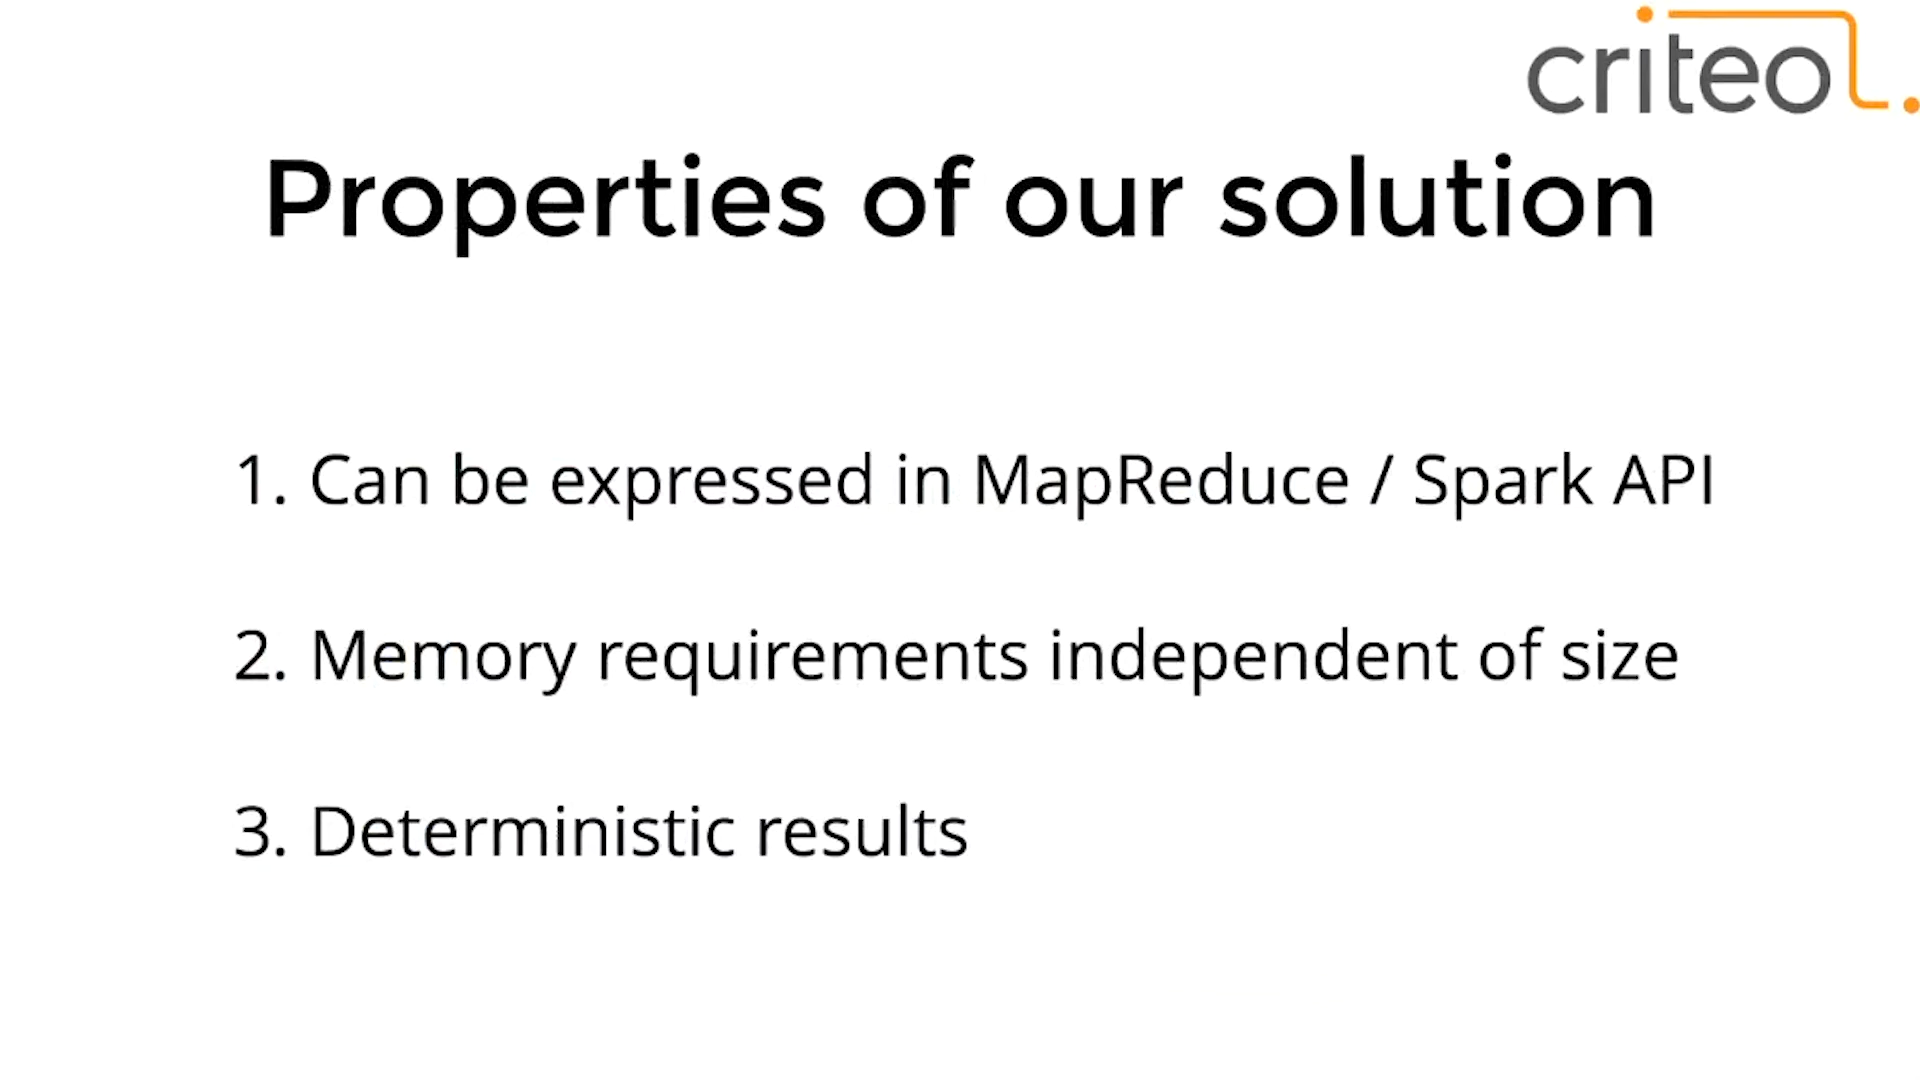 criteo
Properties of our solution
1. Can be expressed in MapReduce / Spark API
2. Memory requirements independent of size
3. Deterministic results